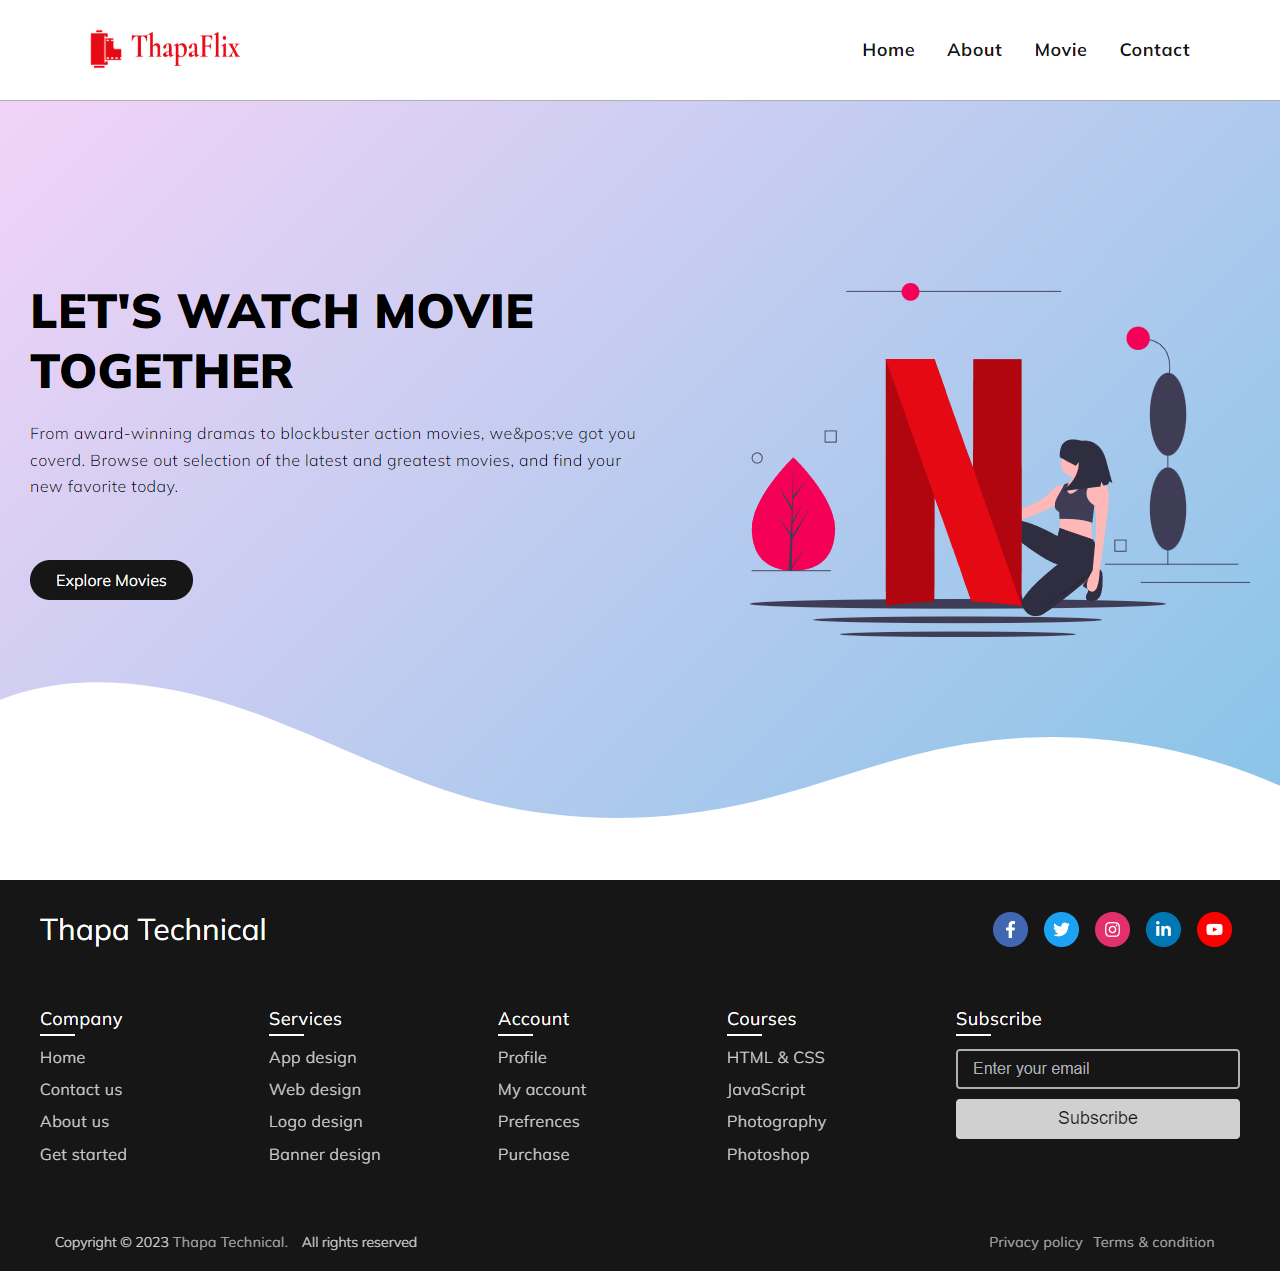 ThapaFlix
Home About Movie Contact
LET'S WATCH MOVIE
TOGETHER
From award-winning dramas to blockbuster action movies, we&pos;ve got you
coverd. Browse out selection of the latest and greatest movies, and find your
new favorite today.
Explore Movies
N
Thapa Technical
Company Services Account Courses Subscribe
Home App design Profile HTML & CSS Enter your email
Contact us Web design My account JavaScript
About us Logo design Prefrences Photography Subscribe
Get started Banner design Purchase Photoshop
Copyright © 2023 Thapa Technical. All rights reserved Privacy policy Terms & condition